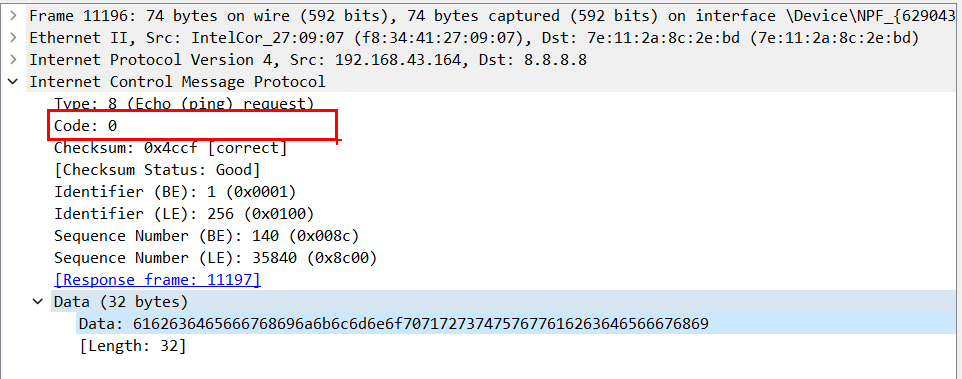 Frame 11196: 74 bytes on wire (592 bits), 74 bytes captured (592 bits) on interface \Device\NPF_{629043
Ethernet II, Src: IntelCor_27:09:07 (f8:34:41:27:09:07), Dst: 7e:11:2a:8c:2e:bd (7e:11:2a:8c:2e:bd)
Internet Protocol Version 4, Src: 192.168.43.164, Dst: 8.8.8.8
Internet Control Message Protocol
Type: 8 (Echo (ping) request)
Code: 0
Checksum: 0x4ccf [correct]
[Checksum Status: Good]
Identifier (BE): 1 (0x0001)
Identifier (LE): 256 (0x0100)
Sequence Number (BE): 140 (0x008c)
Sequence Number (LE): 35840 (0x8c00)
[Response frame: 11197]
Data (32 bytes)
Data: 6162636465666768696a6b6c6d6e6f7071727374757677616263646566676869
[Length: 32]